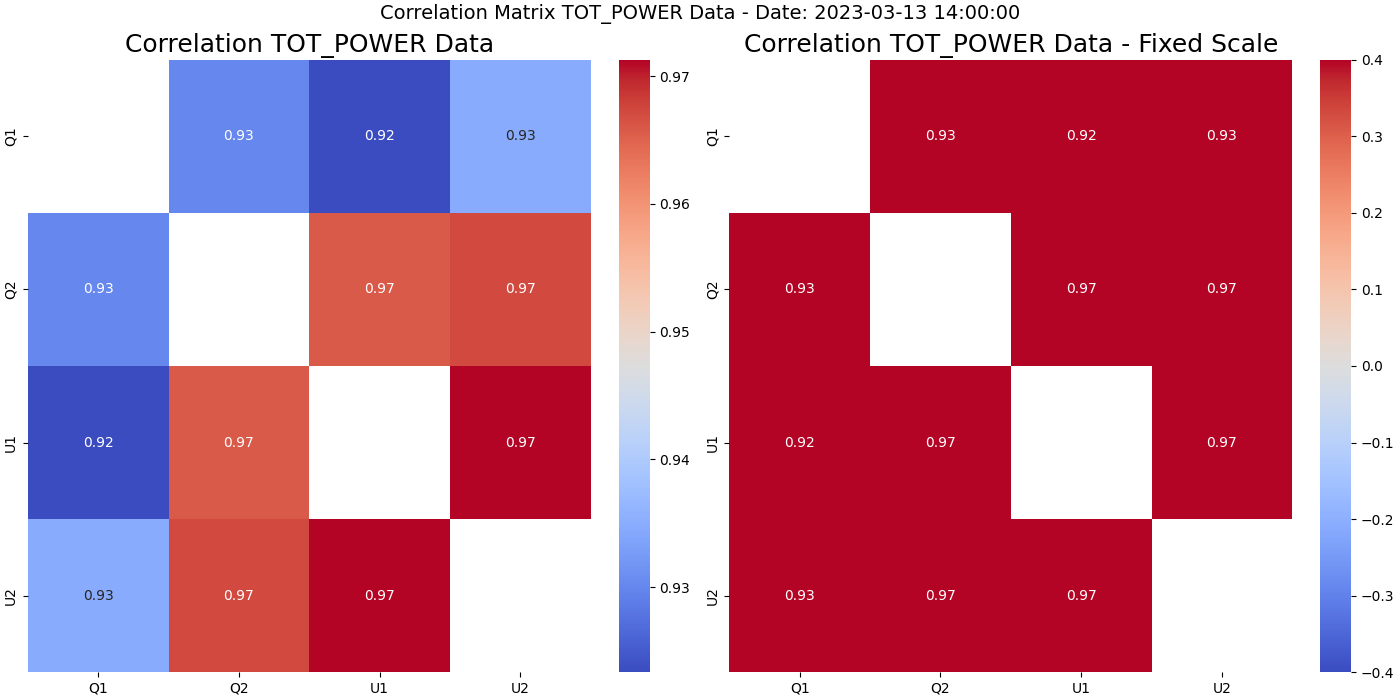 Correlation Matrix TOT_POWER Data - Date: 2023-03-13 14:00:00
Correlation TOT_POWER Data
Q1
0.93
0.92
0.93
Q2
0.93
0.97
0.97
U1
0.92
0.97
0.97
U2
0.93
0.97
0.97
Q1
Q2
U1
U2
0.97
0.96
0.95
0.94
0.93
Correlation TOT_POWER Data - Fixed Scale
Q1
0.93
0.92
0.93
Q2
0.93
0.97
0.97
U1
0.92
0.97
0.97
U2
0.93
0.97
0.97
Q1
Q2
U1
U2
0.4
0.3
0.2
0.1
0.0
−0.1
−0.2
−0.3
−0.4